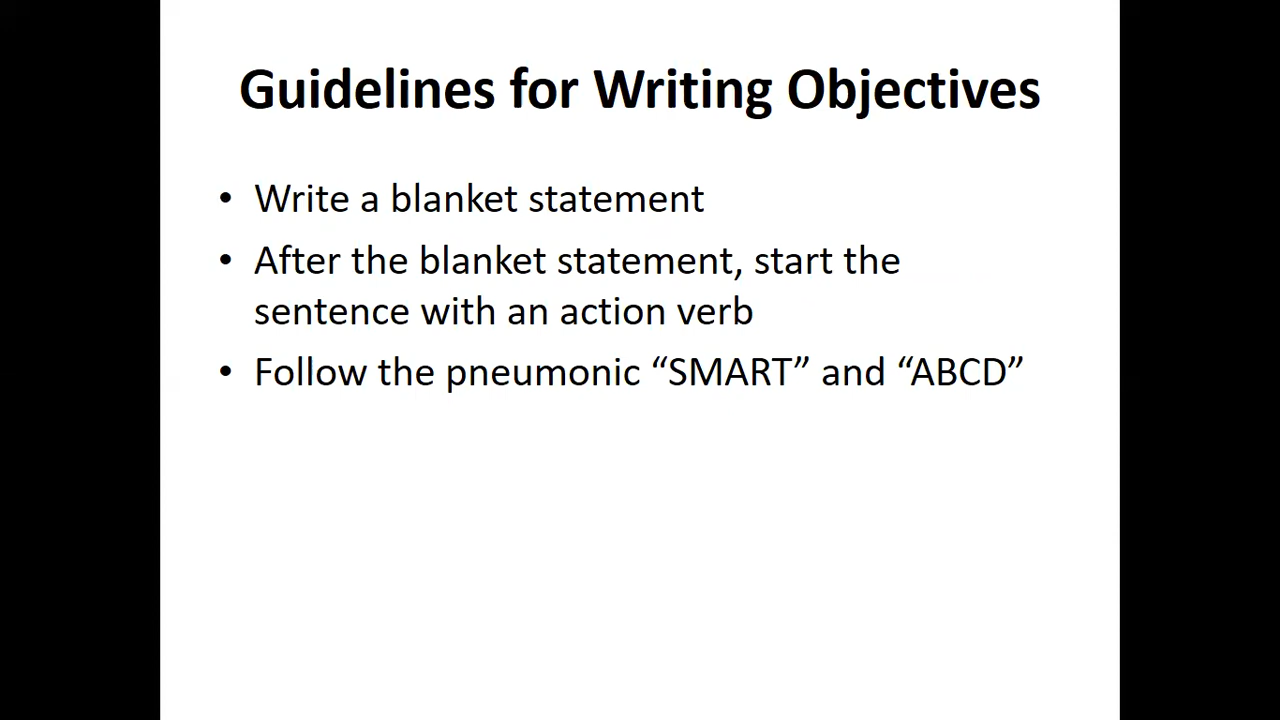 Guidelines for Writing Objectives
• Write a blanket statement
• After the blanket statement, start the
sentence with an action verb
• Follow the pneumonic “SMART” and “ABCD”